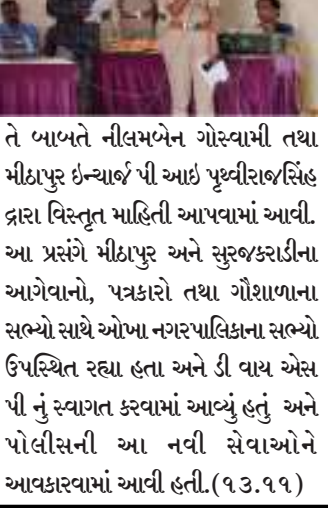 તે બાબતે નીલમબેન ગોસ્વામી તથા
મીઠાપુર ઇન્ચાર્જ પી આઇ પૃથ્વીરાજસિંહ
દ્વારા વિસ્તૃત માહિતી આપવામાં આવી.
આ પ્રસંગે મીઠાપુર અને સુરજકરાડીના
આગેવાનો, પત્રકારો તથા ગૌશાળાના
સભ્યો સાથે ઓખા નગરપાલિકાના સભ્યો
ઉપસ્થિત રહ્યા હતા અને ડી વાય એસ
પી નું સ્વાગત કરવામાં આવ્યું હતું અને
પોલીસની આ નવી સેવાઓને
આવકારવામાં આવી હતી.(૧૩.૧૧)